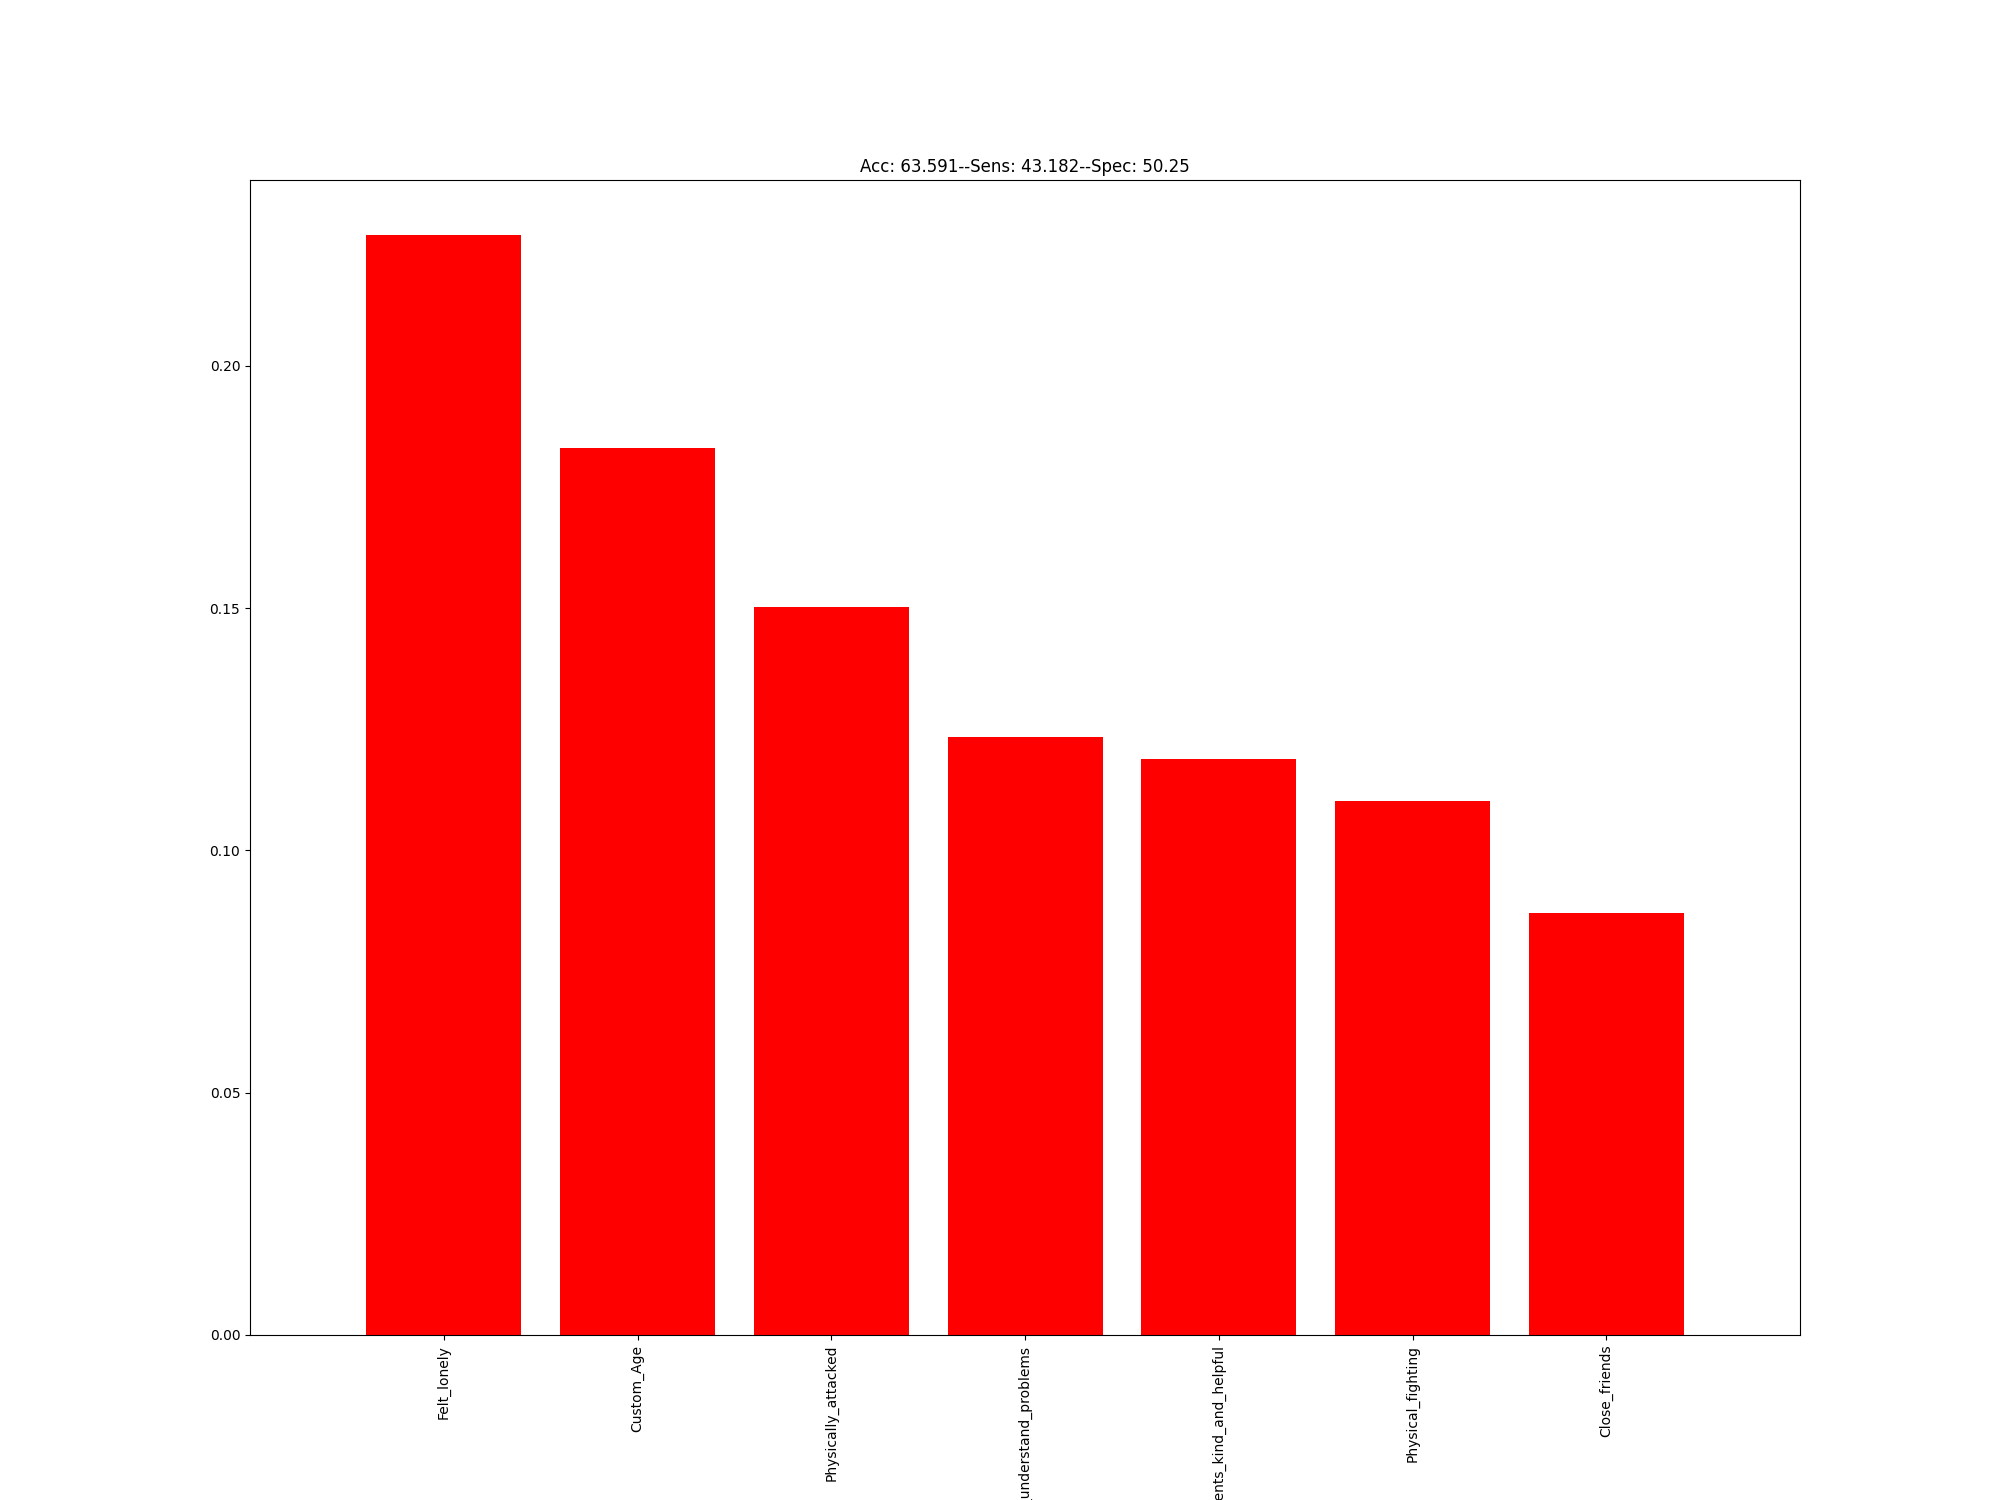 Acc: 63.591--Sens: 43.182--Spec: 50.25
0.20
0.15
0.10
0.05
0.00
Felt_lonely
Custom_Age
Physically_attacked
understand_problems
ents_kind_and_helpful
Physical_fighting
Close_friends